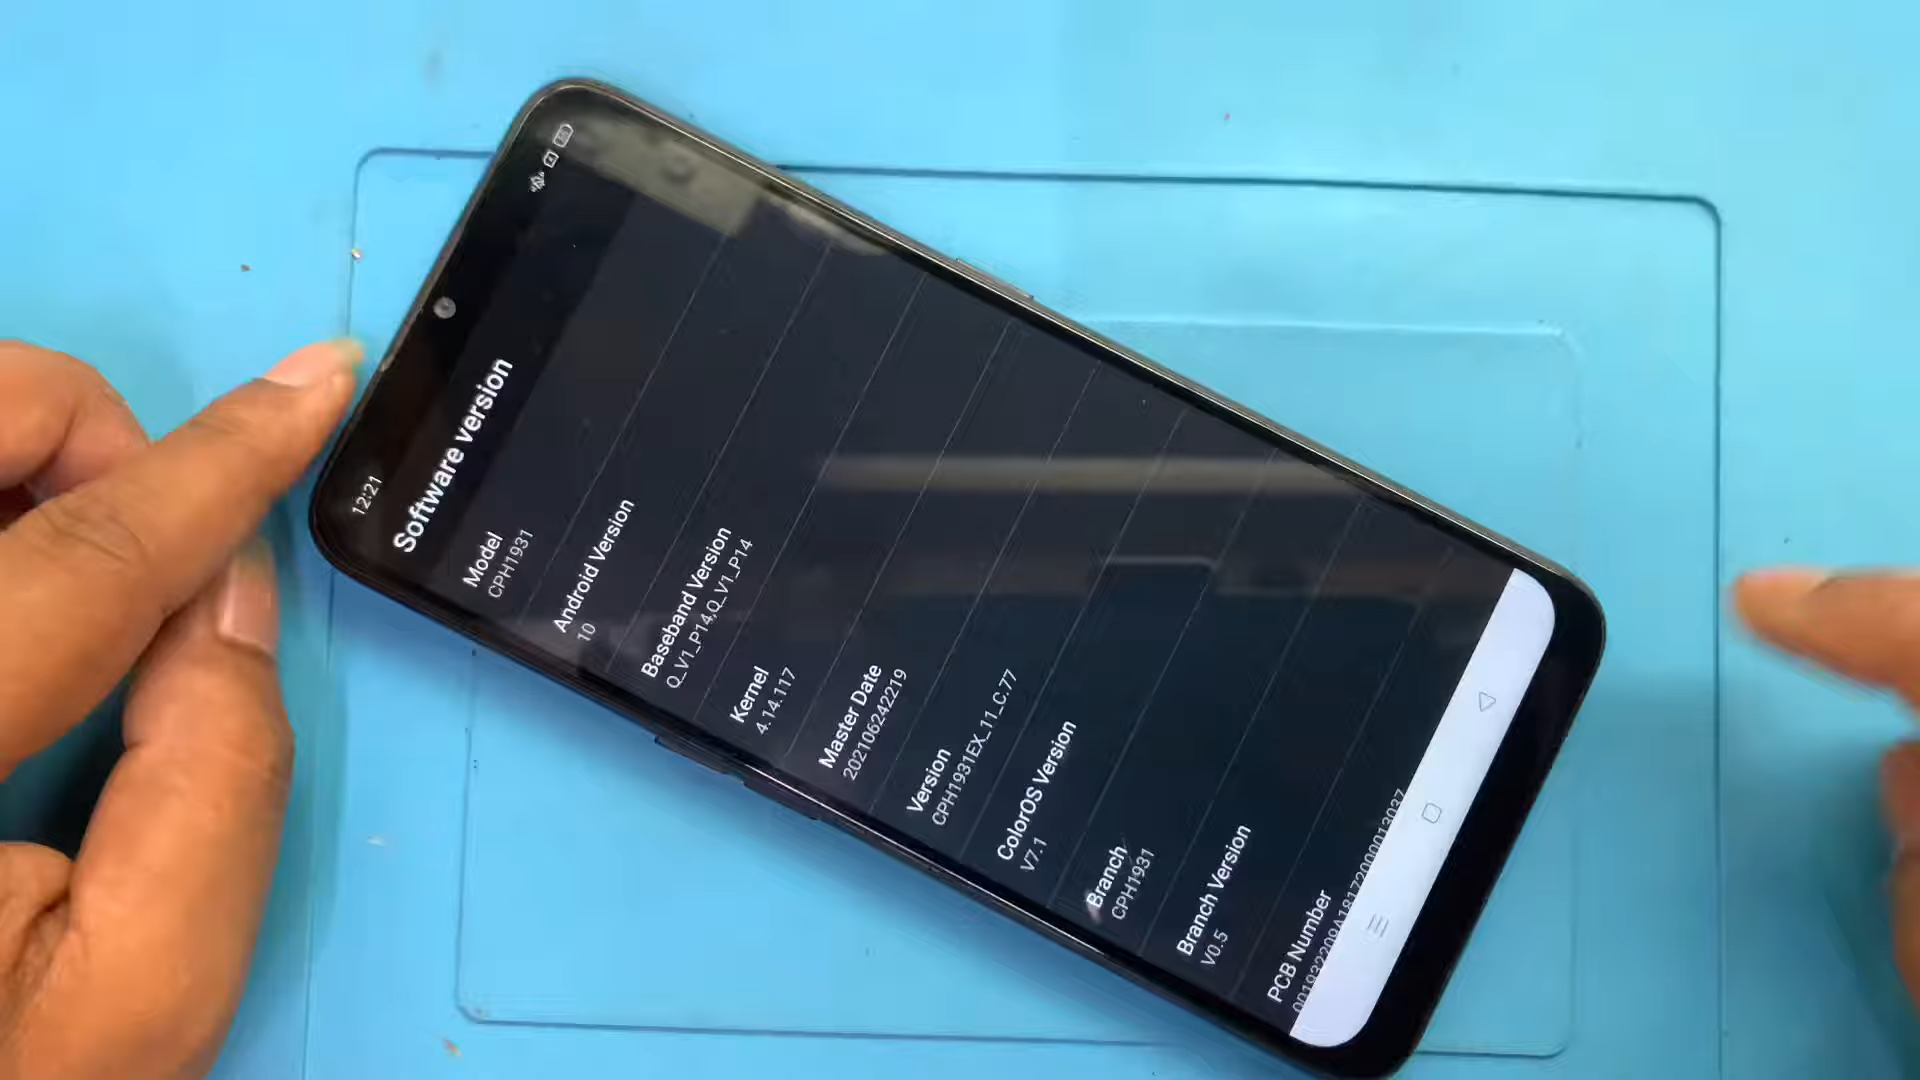 12:21
Software version
Model
CPH1931
Android Version
10
Baseband Version
Q_V1_P14,Q_V1_P14
Kernel
4.14.117
Master Date
202106242219
Version
CPH1931EX_11_C.77
ColorOS Version
V7.1
Branch
CPH1931
Branch Version
V0.5
PCB Number